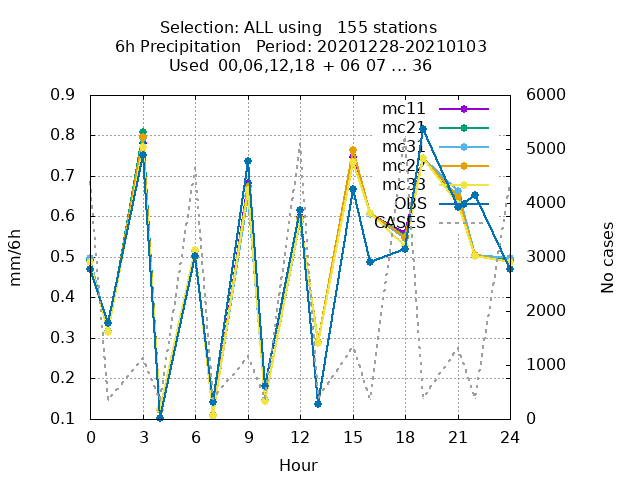 Selection: ALL using   155 stations
6h Precipitation   Period: 20201228-20210103
Used  00,06,12,18  + 06 07 ... 36
mm/6h
0.9
0.8
0.7
0.6
0.5
0.4
0.3
0.2
0.1
6000
5000
4000
3000
2000
1000
0
No cases
mc11
mc21
mc31
mc23
mc33
OBS
CASES
0 3 6 9 12 15 18 21 24
Hour